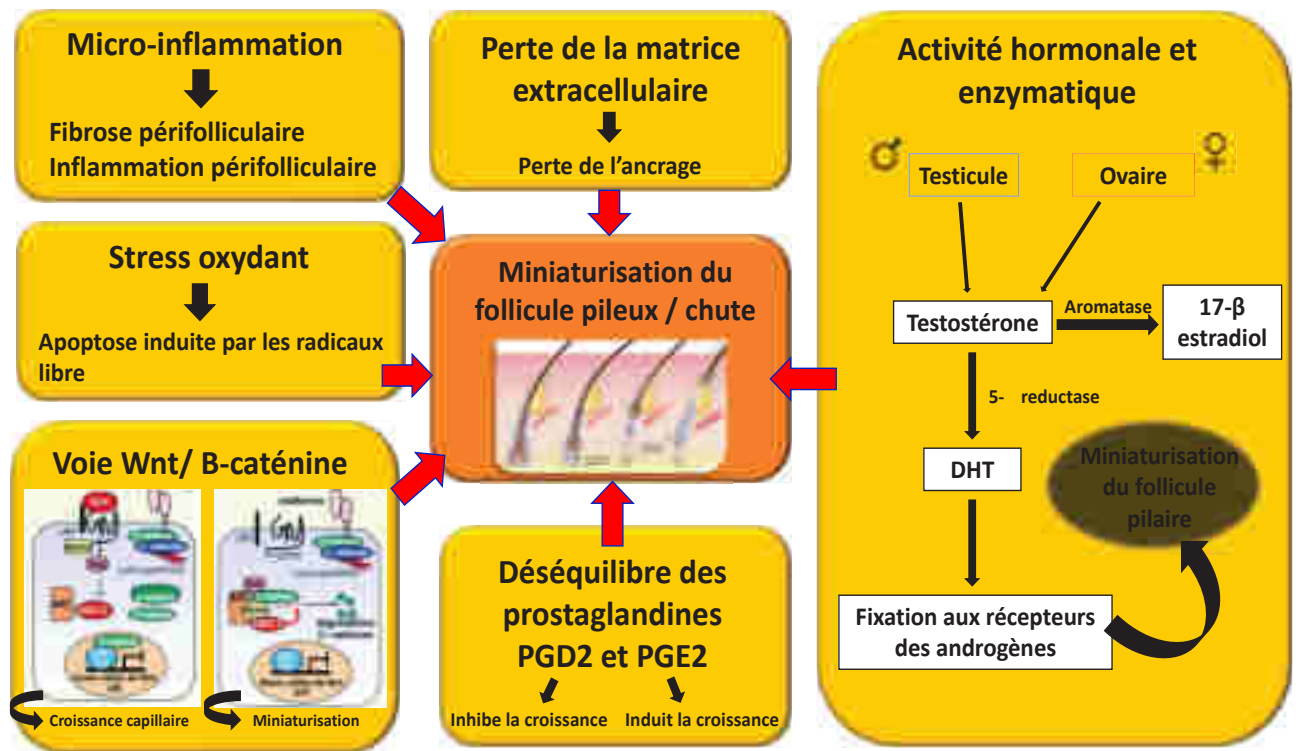 Micro-inflammation
Fibrose périfolliculaire
Inflammation périfolliculaire
Perte de la matrice
extracellulaire
Perte de l'ancrage
Stress oxydant
Apoptose induite par les radicaux
libre
Miniaturisation du
follicule pileux / chute
Voie Wnt/ B-caténine
Croissance capillaire
Miniaturisation
Déséquilibre des
prostaglandines
PGD2 et PGE2
Inhibe la croissance
Induit la croissance
Activité hormonale et
enzymatique
♂
♀
Testicule
Ovaire
Testostérone
Aromatase
17-β
estradiol
5- reductase
DHT
Miniaturisation
du follicule
pilaire
Fixation aux récepteurs
des androgènes